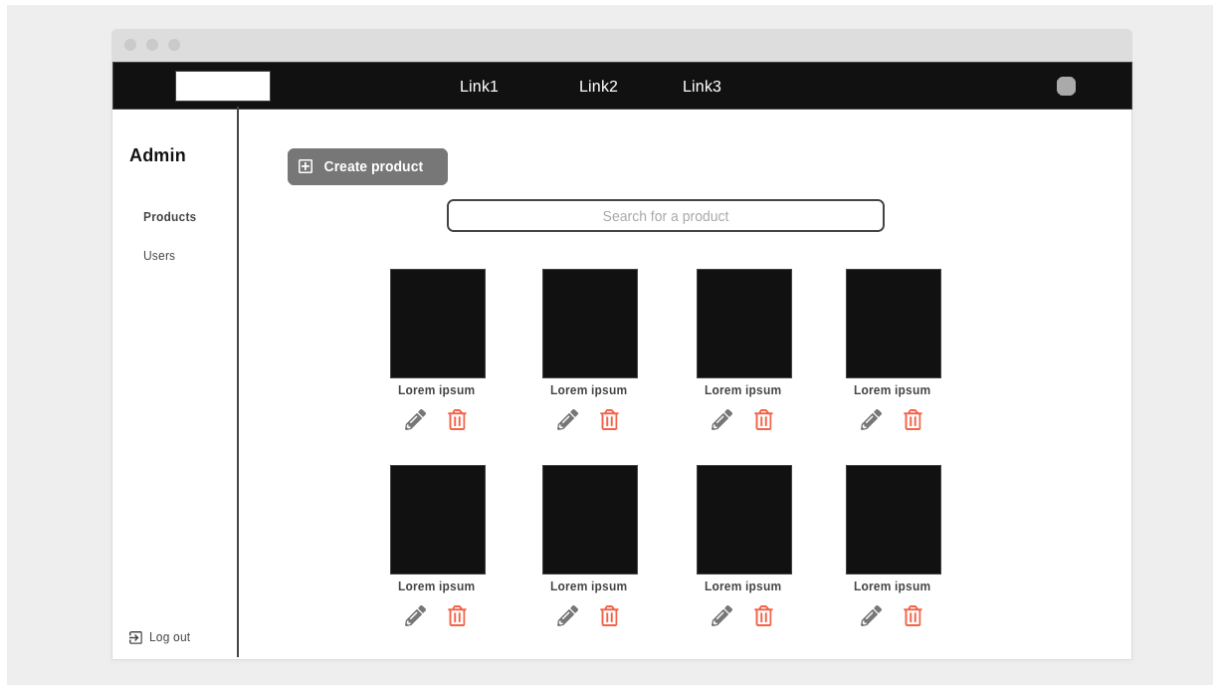 Link1 Link2 Link3
Admin
Products
Users
Log out
Create product
Search for a product
Lorem ipsum Lorem ipsum Lorem ipsum Lorem ipsum
Lorem ipsum Lorem ipsum Lorem ipsum Lorem ipsum